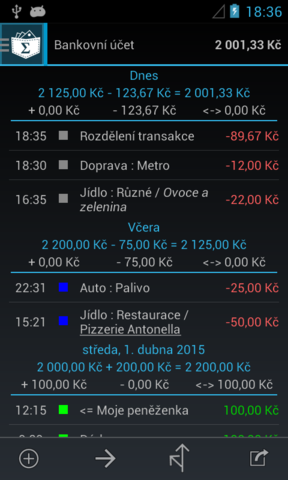 18:36
Σ
Bankovní účet 2 001,33 Kč
Dnes
2 125,00 Kč - 123,67 Kč = 2 001,33 Kč
+ 0,00 Kč - 123,67 Kč <-> 0,00 Kč
18:35 Rozdělení transakce -89,67 Kč
18:30 Doprava : Metro -12,00 Kč
16:35 Jídlo : Různé / Ovoce a
zelenina -22,00 Kč
Včera
2 200,00 Kč - 75,00 Kč = 2 125,00 Kč
+ 0,00 Kč - 75,00 Kč <-> 0,00 Kč
22:31 Auto : Palivo -25,00 Kč
15:21 Jídlo : Restaurace /
Pizzerie Antonella -50,00 Kč
středa, 1. dubna 2015
2 000,00 Kč + 200,00 Kč = 2 200,00 Kč
+ 100,00 Kč - 0,00 Kč <-> 100,00 Kč
12:15 <= Moje peněženka 100,00 Kč